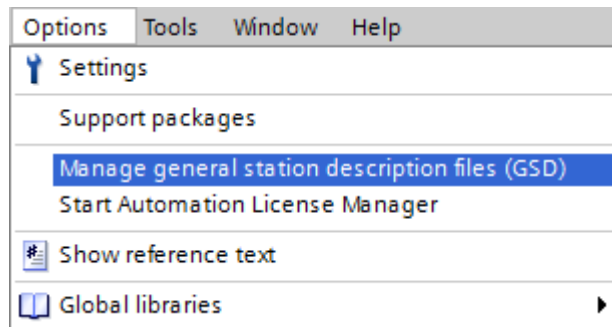 Options Tools Window Help
Settings
Support packages
Manage general station description files (GSD)
Start Automation License Manager
Show reference text
Global libraries